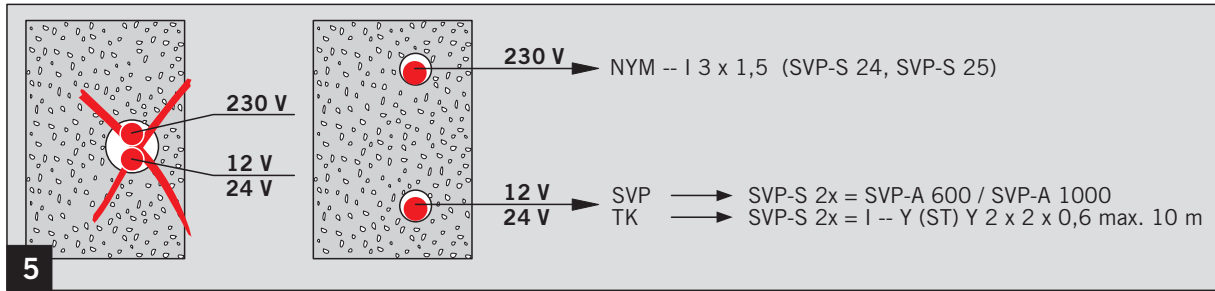 230 V
12 V
24 V
230 V NYM -- I 3 x 1,5 (SVP-S 24, SVP-S 25)
12 V SVP SVP-S 2x = SVP-A 600 / SVP-A 1000
24 V TK SVP-S 2x = I -- Y (ST) Y 2 x 2 x 0,6 max. 10 m
5